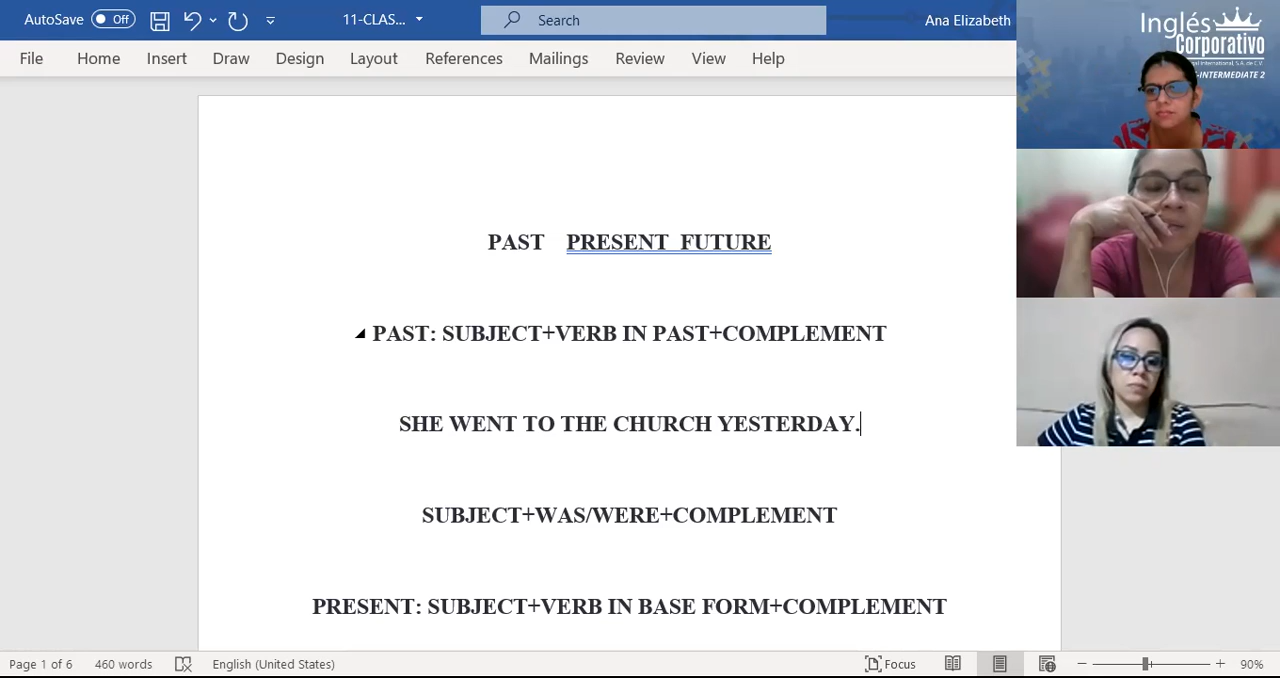 AutoSave Off 11-CLAS... Search Ana Elizabeth
File Home Insert Draw Design Layout References Mailings Review View Help
Inglés
Corporativo
-INTERMEDIATE 2
PAST PRESENT FUTURE
PAST: SUBJECT+VERB IN PAST+COMPLEMENT
SHE WENT TO THE CHURCH YESTERDAY.
SUBJECT+WAS/WERE+COMPLEMENT
PRESENT: SUBJECT+VERB IN BASE FORM+COMPLEMENT
Page 1 of 6 460 words English (United States) Focus 90%